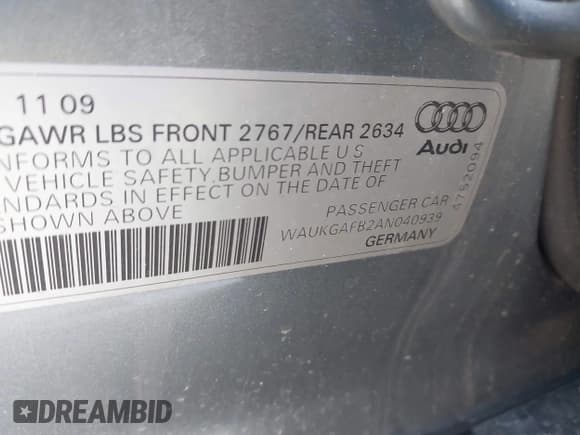 11 09
GAWR LBS FRONT 2767/REAR 2634
NFORMS TO ALL APPLICABLE U S
VEHICLE SAFETY,BUMPER AND THEFT
NDARDS IN EFFECT ON THE DATE OF
SHOWN ABOVE
Audi
4752094
PASSENGER CAR
WAUKGAFB2AN040939
GERMANY
DREAMBID